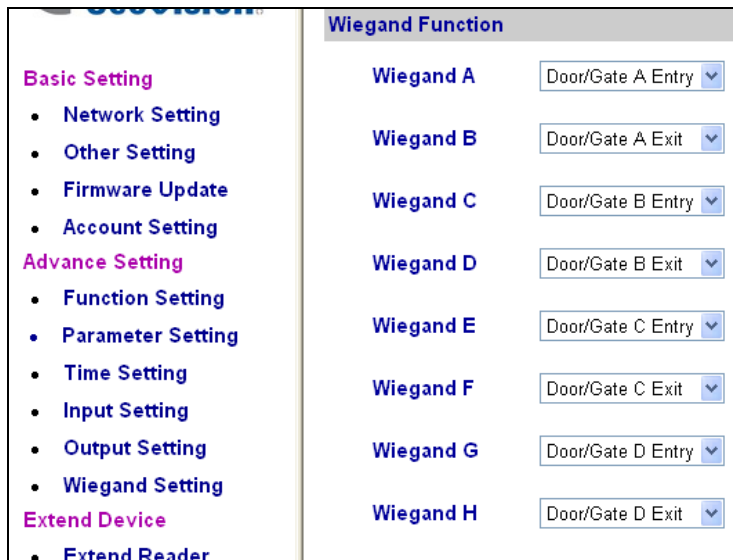 Basic Setting
Network Setting
Other Setting
Firmware Update
Account Setting
Advance Setting
Function Setting
Parameter Setting
Time Setting
Input Setting
Output Setting
Wiegand Setting
Extend Device
Extend Reader
Wiegand Function
Wiegand A Door/Gate A Entry
Wiegand B Door/Gate A Exit
Wiegand C Door/Gate B Entry
Wiegand D Door/Gate B Exit
Wiegand E Door/Gate C Entry
Wiegand F Door/Gate C Exit
Wiegand G Door/Gate D Entry
Wiegand H Door/Gate D Exit